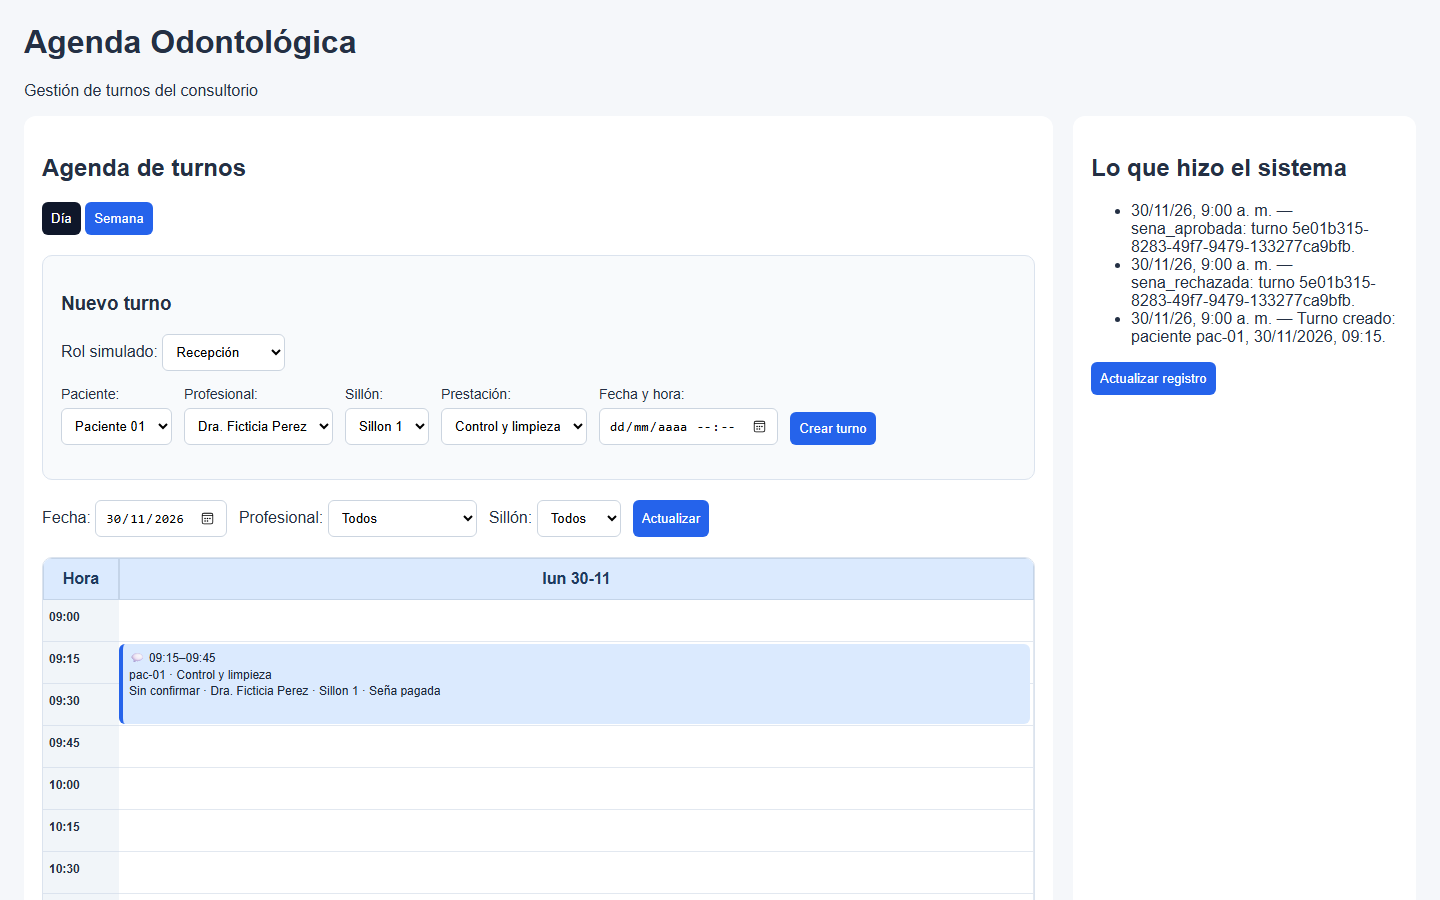 Agenda Odontológica
Gestión de turnos del consultorio
Agenda de turnos
Día
Semana
Nuevo turno
Rol simulado: Recepción
Paciente:
Profesional:
Sillón:
Prestación:
Fecha y hora:
Paciente 01
Dra. Ficticia Perez
Sillon 1
Control y limpieza
dd/mm/aaaa --:--
Crear turno
Fecha: 30/11/2026
Profesional: Todos
Sillón: Todos
Actualizar
Hora
lun 30-11
09:00
09:15
09:15–09:45
pac-01 · Control y limpieza
Sin confirmar · Dra. Ficticia Perez · Sillon 1 · Seña pagada
09:30
09:45
10:00
10:15
10:30
Lo que hizo el sistema
30/11/26, 9:00 a. m. —
sena_aprobada: turno 5e01b315-
8283-49f7-9479-133277ca9bfb.
30/11/26, 9:00 a. m. —
sena_rechazada: turno 5e01b315-
8283-49f7-9479-133277ca9bfb.
30/11/26, 9:00 a. m. — Turno creado:
paciente pac-01, 30/11/2026, 09:15.
Actualizar registro